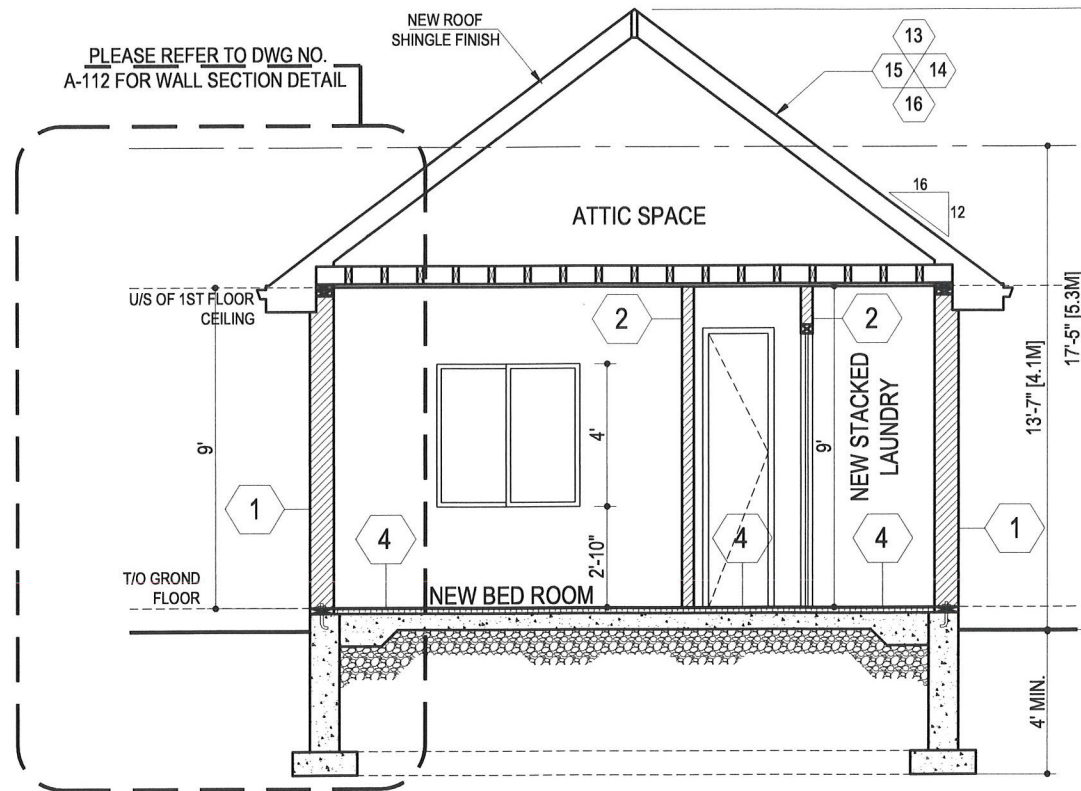 NEW ROOF
SHINGLE FINISH
PLEASE REFER TO DWG NO.
A-112 FOR WALL SECTION DETAIL
13
15
14
16
16
12
ATTIC SPACE
U/S OF 1ST FLOOR
CEILING
2
2
17'-5" [5.3M]
13'-7" [4.1M]
9'
4'
9'
NEW STACKED
LAUNDRY
1
1
4
2'-10"
4
4
T/O GROND
FLOOR
NEW BED ROOM
4' MIN.